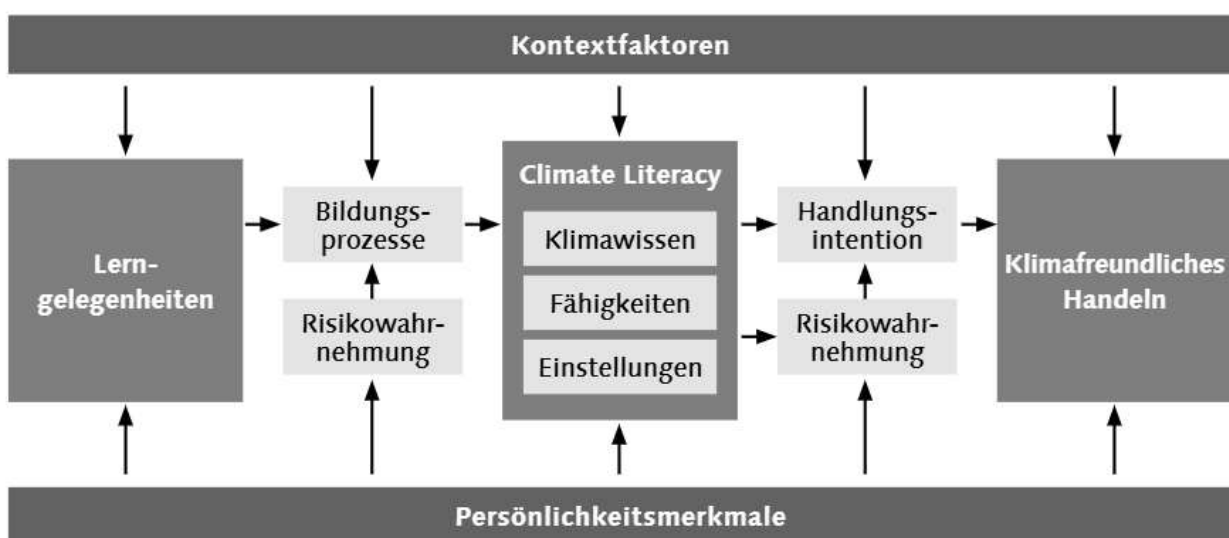 Kontextfaktoren
Lern-
gelegenheiten
Bildungs-
prozesse
Risikowahr-
nehmung
Climate Literacy
Klimawissen
Fähigkeiten
Einstellungen
Handlungs-
intention
Risikowahr-
nehmung
Klimafreundliches
Handeln
Persönlichkeitsmerkmale